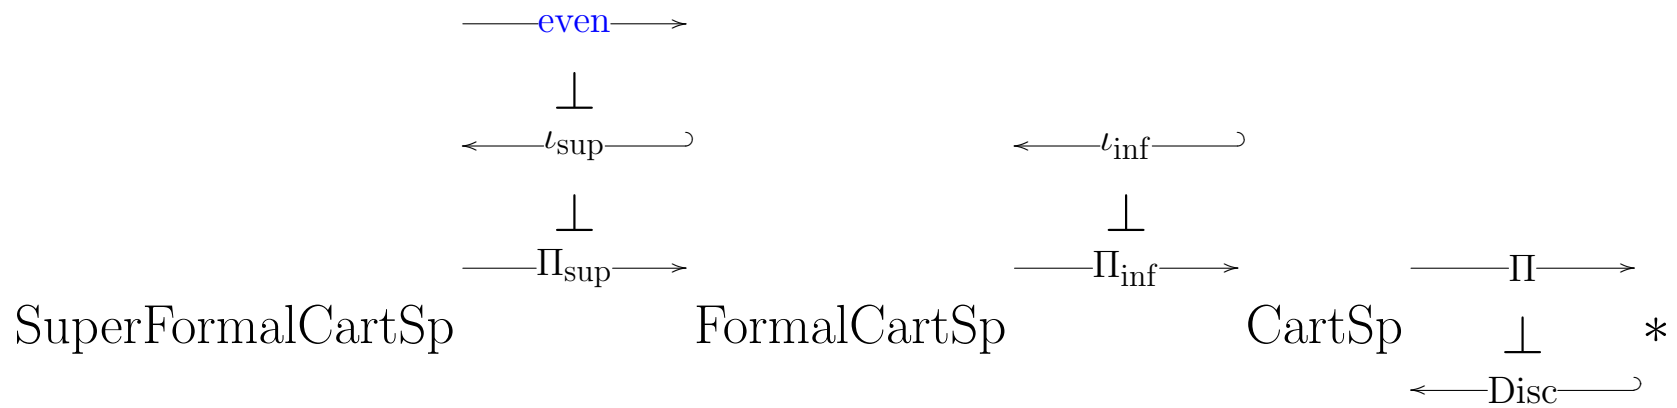 even
⊥
ι_sup ι_inf
⊥ ⊥
Π_sup Π_inf Π
SuperFormalCartSp FormalCartSp CartSp ⊥ *
Disc